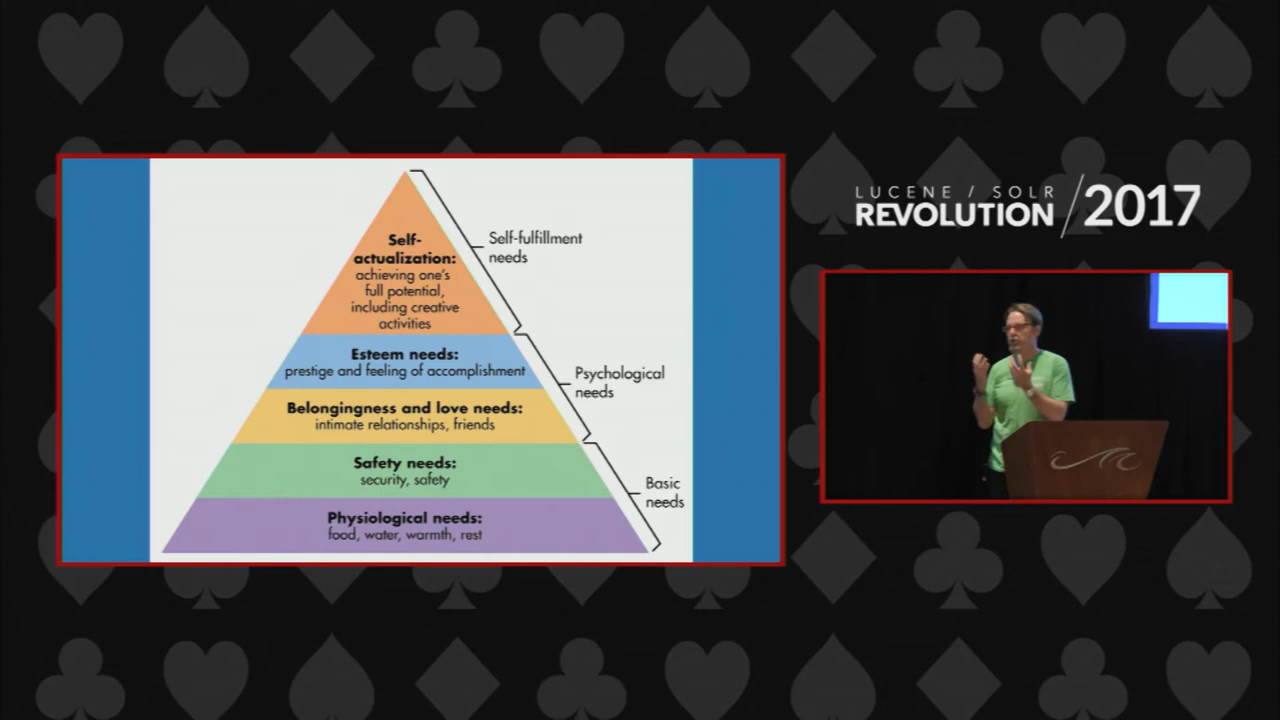 Self-
actualization:
achieving one's
full potential,
including creative
activities
Self-fulfillment
needs
Esteem needs:
prestige and feeling of accomplishment
Psychological
needs
Belongingness and love needs:
intimate relationships, friends
Safety needs:
security, safety
Basic
needs
Physiological needs:
food, water, warmth, rest
LUCENE / SOLR
REVOLUTION /2017